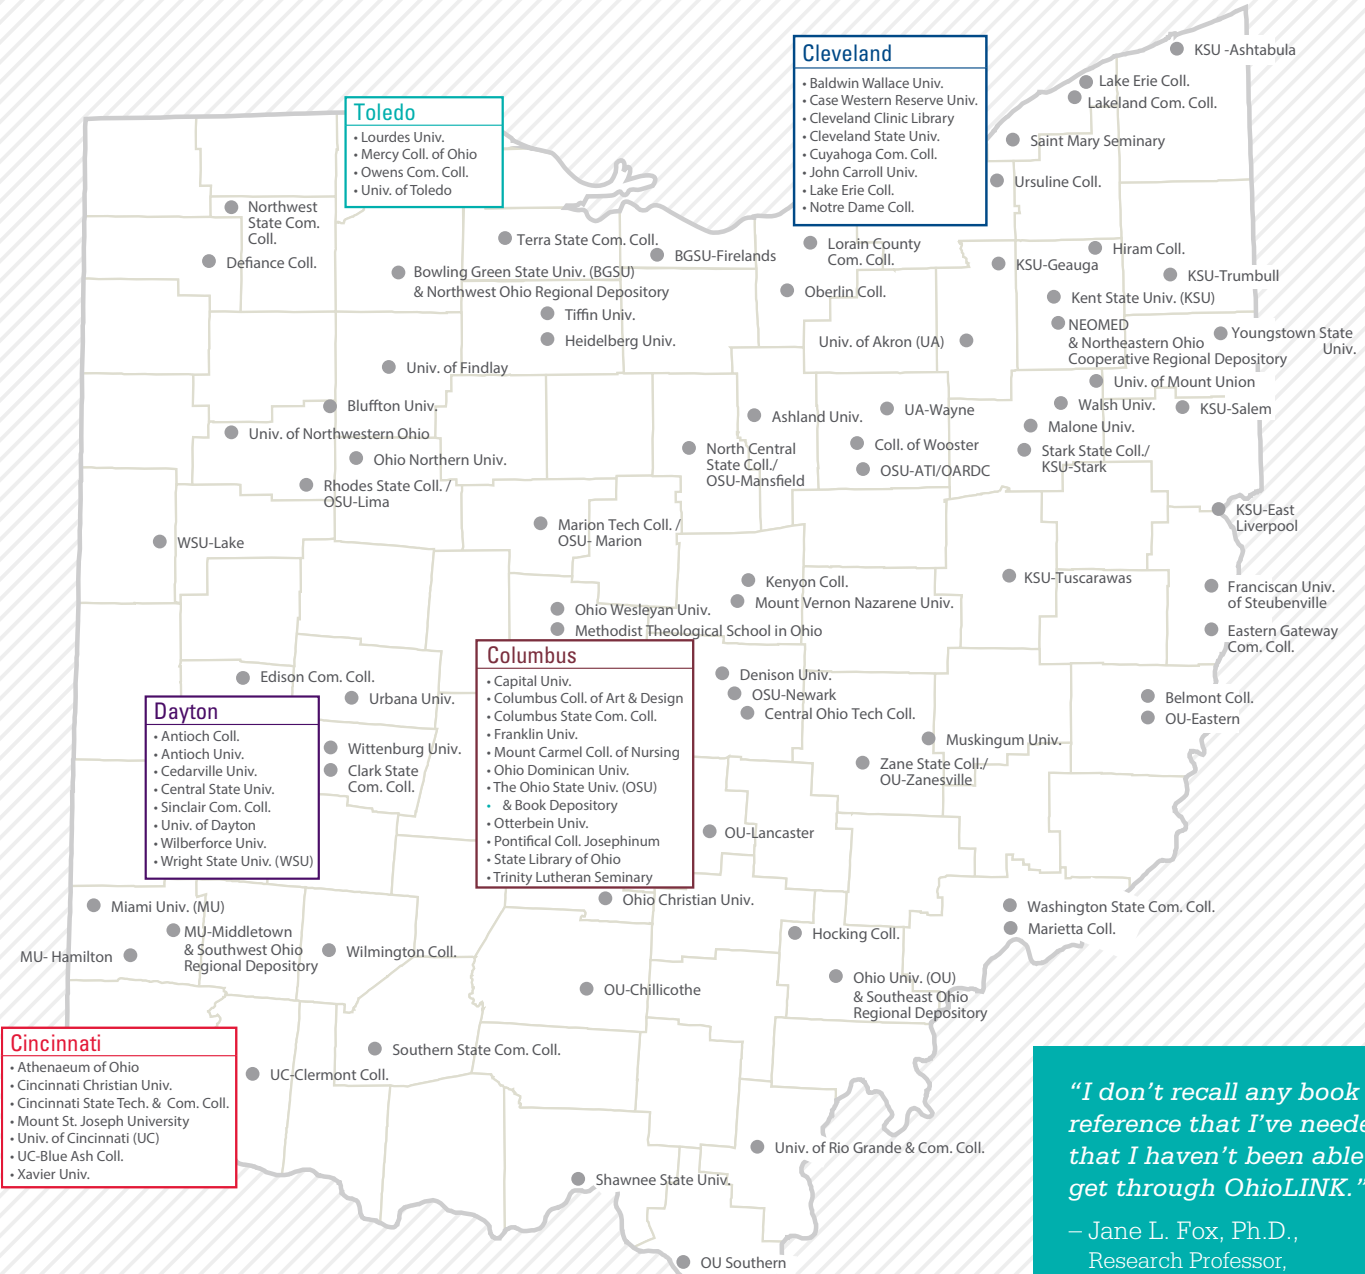 KSU -Ashtabula
Cleveland
• Baldwin Wallace Univ.
• Case Western Reserve Univ.
• Cleveland Clinic Library
• Cleveland State Univ.
• Cuyahoga Com. Coll.
• John Carroll Univ.
• Lake Erie Coll.
• Notre Dame Coll.
Lake Erie Coll.
Lakeland Com. Coll.
Saint Mary Seminary
Ursuline Coll.
Toledo
• Lourdes Univ.
• Mercy Coll. of Ohio
• Owens Com. Coll.
• Univ. of Toledo
Northwest
State Com.
Coll.
Defiance Coll.
Terra State Com. Coll.
BGSU-Firelands
Bowling Green State Univ. (BGSU)
& Northwest Ohio Regional Depository
Lorain County
Com. Coll.
Oberlin Coll.
KSU-Geauga
Hiram Coll.
KSU-Trumbull
Kent State Univ. (KSU)
Tiffin Univ.
Heidelberg Univ.
Univ. of Akron (UA)
NEOMED
& Northeastern Ohio
Cooperative Regional Depository
Youngstown State
Univ.
Univ. of Findlay
Univ. of Mount Union
Bluffton Univ.
Ashland Univ.
UA-Wayne
Walsh Univ.
KSU-Salem
Univ. of Northwestern Ohio
Malone Univ.
North Central
State Coll./
OSU-Mansfield
Coll. of Wooster
Stark State Coll./
KSU-Stark
Ohio Northern Univ.
OSU-ATI/OARDC
Rhodes State Coll. /
OSU-Lima
KSU-East
Liverpool
WSU-Lake
Marion Tech Coll. /
OSU- Marion
Kenyon Coll.
KSU-Tuscarawas
Franciscan Univ.
of Steubenville
Ohio Wesleyan Univ.
Mount Vernon Nazarene Univ.
Methodist Theological School in Ohio
Eastern Gateway
Com. Coll.
Columbus
• Capital Univ.
• Columbus Coll. of Art & Design
• Columbus State Com. Coll.
• Franklin Univ.
• Mount Carmel Coll. of Nursing
• Ohio Dominican Univ.
• The Ohio State Univ. (OSU)
• & Book Depository
• Otterbein Univ.
• Pontifical Coll. Josephinum
• State Library of Ohio
• Trinity Lutheran Seminary
Edison Com. Coll.
Urbana Univ.
Denison Univ.
OSU-Newark
Central Ohio Tech Coll.
Belmont Coll.
OU-Eastern
Dayton
• Antioch Coll.
• Antioch Univ.
• Cedarville Univ.
• Central State Univ.
• Sinclair Com. Coll.
• Univ. of Dayton
• Wilberforce Univ.
• Wright State Univ. (WSU)
Wittenburg Univ.
Clark State
Com. Coll.
Muskingum Univ.
Zane State Coll./
OU-Zanesville
OU-Lancaster
Ohio Christian Univ.
Miami Univ. (MU)
MU-Middletown
& Southwest Ohio
Regional Depository
MU- Hamilton
Wilmington Coll.
Hocking Coll.
Washington State Com. Coll.
Marietta Coll.
OU-Chillicothe
Ohio Univ. (OU)
& Southeast Ohio
Regional Depository
Cincinnati
• Athenaeum of Ohio
• Cincinnati Christian Univ.
• Cincinnati State Tech. & Com. Coll.
• Mount St. Joseph University
• Univ. of Cincinnati (UC)
• UC-Blue Ash Coll.
• Xavier Univ.
Southern State Com. Coll.
UC-Clermont Coll.
Univ. of Rio Grande & Com. Coll.
Shawnee State Univ.
OU Southern
“I don’t recall any book
reference that I’ve neede
that I haven’t been able
get through OhioLINK.”
– Jane L. Fox, Ph.D.,
Research Professor,